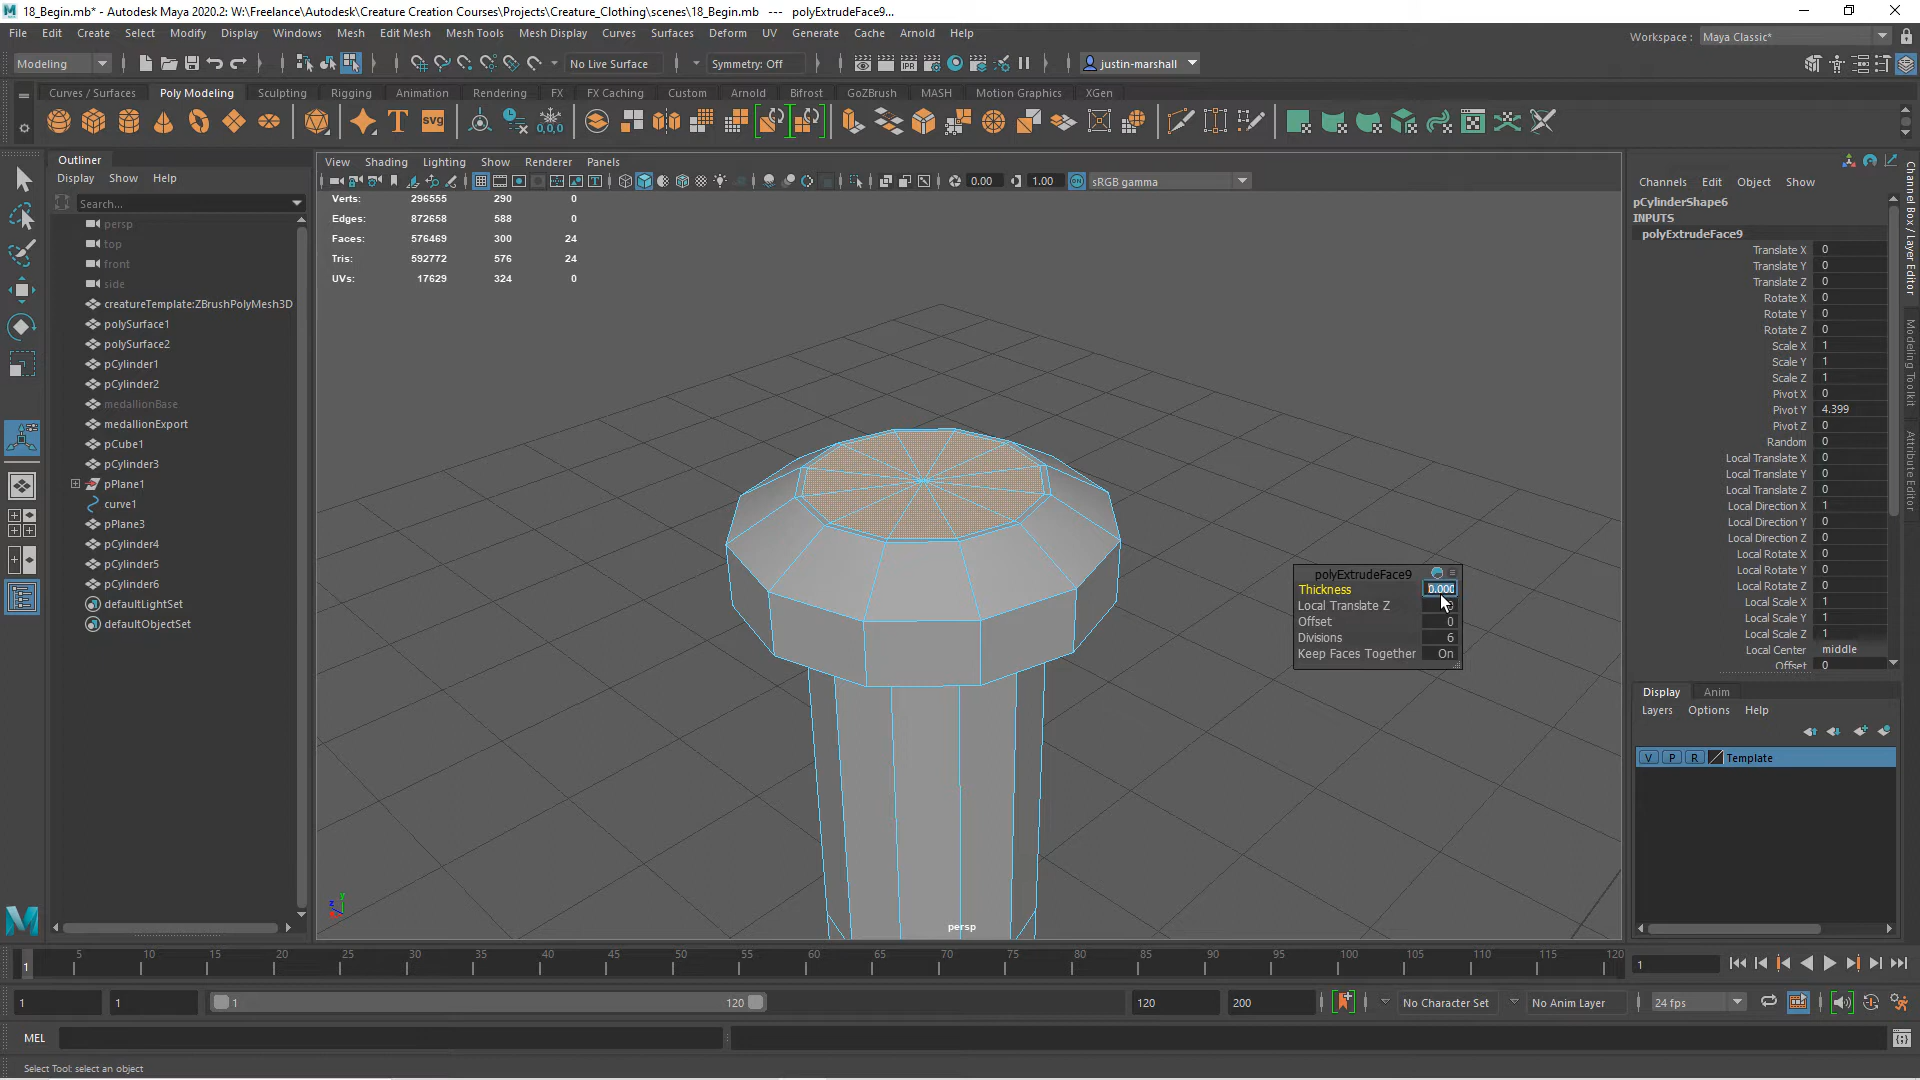 18_Begin.mb* - Autodesk Maya 2020.2: W:\Freelance\Autodesk\Creature Creation Courses\Projects\Creature_Clothing\scenes\18_Begin.mb --- polyExtrudeFace9...
File Edit Create Select Modify Display Windows Mesh Edit Mesh Mesh Tools Mesh Display Curves Surfaces Deform UV Generate Cache Arnold Help
Workspace : Maya Classic*
Modeling
No Live Surface
Symmetry: Off
justin-marshall
Curves / Surfaces Poly Modeling Sculpting Rigging Animation Rendering FX FX Caching Custom Arnold Bifrost GoZBrush MASH Motion Graphics XGen
T svg
0,0,0
Outliner
Display Show Help
Search...
persp
top
front
side
creatureTemplate:ZBrushPolyMesh3D
polySurface1
polySurface2
pCylinder1
pCylinder2
medallionBase
medallionExport
pCube1
pCylinder3
pPlane1
curve1
pPlane3
pCylinder4
pCylinder5
pCylinder6
defaultLightSet
defaultObjectSet
View Shading Lighting Show Renderer Panels
0.00 1.00 sRGB gamma
Verts: 296555 290 0
Edges: 872658 588 0
Faces: 576469 300 24
Tris: 592772 576 24
UVs: 17629 324 0
polyExtrudeFace9
Thickness 0.000
Local Translate Z
Offset 0
Divisions 6
Keep Faces Together On
persp
Channels Edit Object Show
pCylinderShape6
INPUTS
polyExtrudeFace9
Translate X 0
Translate Y 0
Translate Z 0
Rotate X 0
Rotate Y 0
Rotate Z 0
Scale X 1
Scale Y 1
Scale Z 1
Pivot X 0
Pivot Y 4.399
Pivot Z 0
Random 0
Local Translate X 0
Local Translate Y 0
Local Translate Z 0
Local Direction X 1
Local Direction Y 0
Local Direction Z 0
Local Rotate X 0
Local Rotate Y 0
Local Rotate Z 0
Local Scale X 1
Local Scale Y 1
Local Scale Z 1
Local Center middle
Offset 0
Channel Box / Layer Editor
Modeling Toolkit
Attribute Editor
Display Anim
Layers Options Help
V P R Template
1 5 10 15 20 25 30 35 40 45 50 55 60 65 70 75 80 85 90 95 100 105 110 115 120
1
1 1 1 120 120 200 No Character Set No Anim Layer 24 fps
MEL
Select Tool: select an object